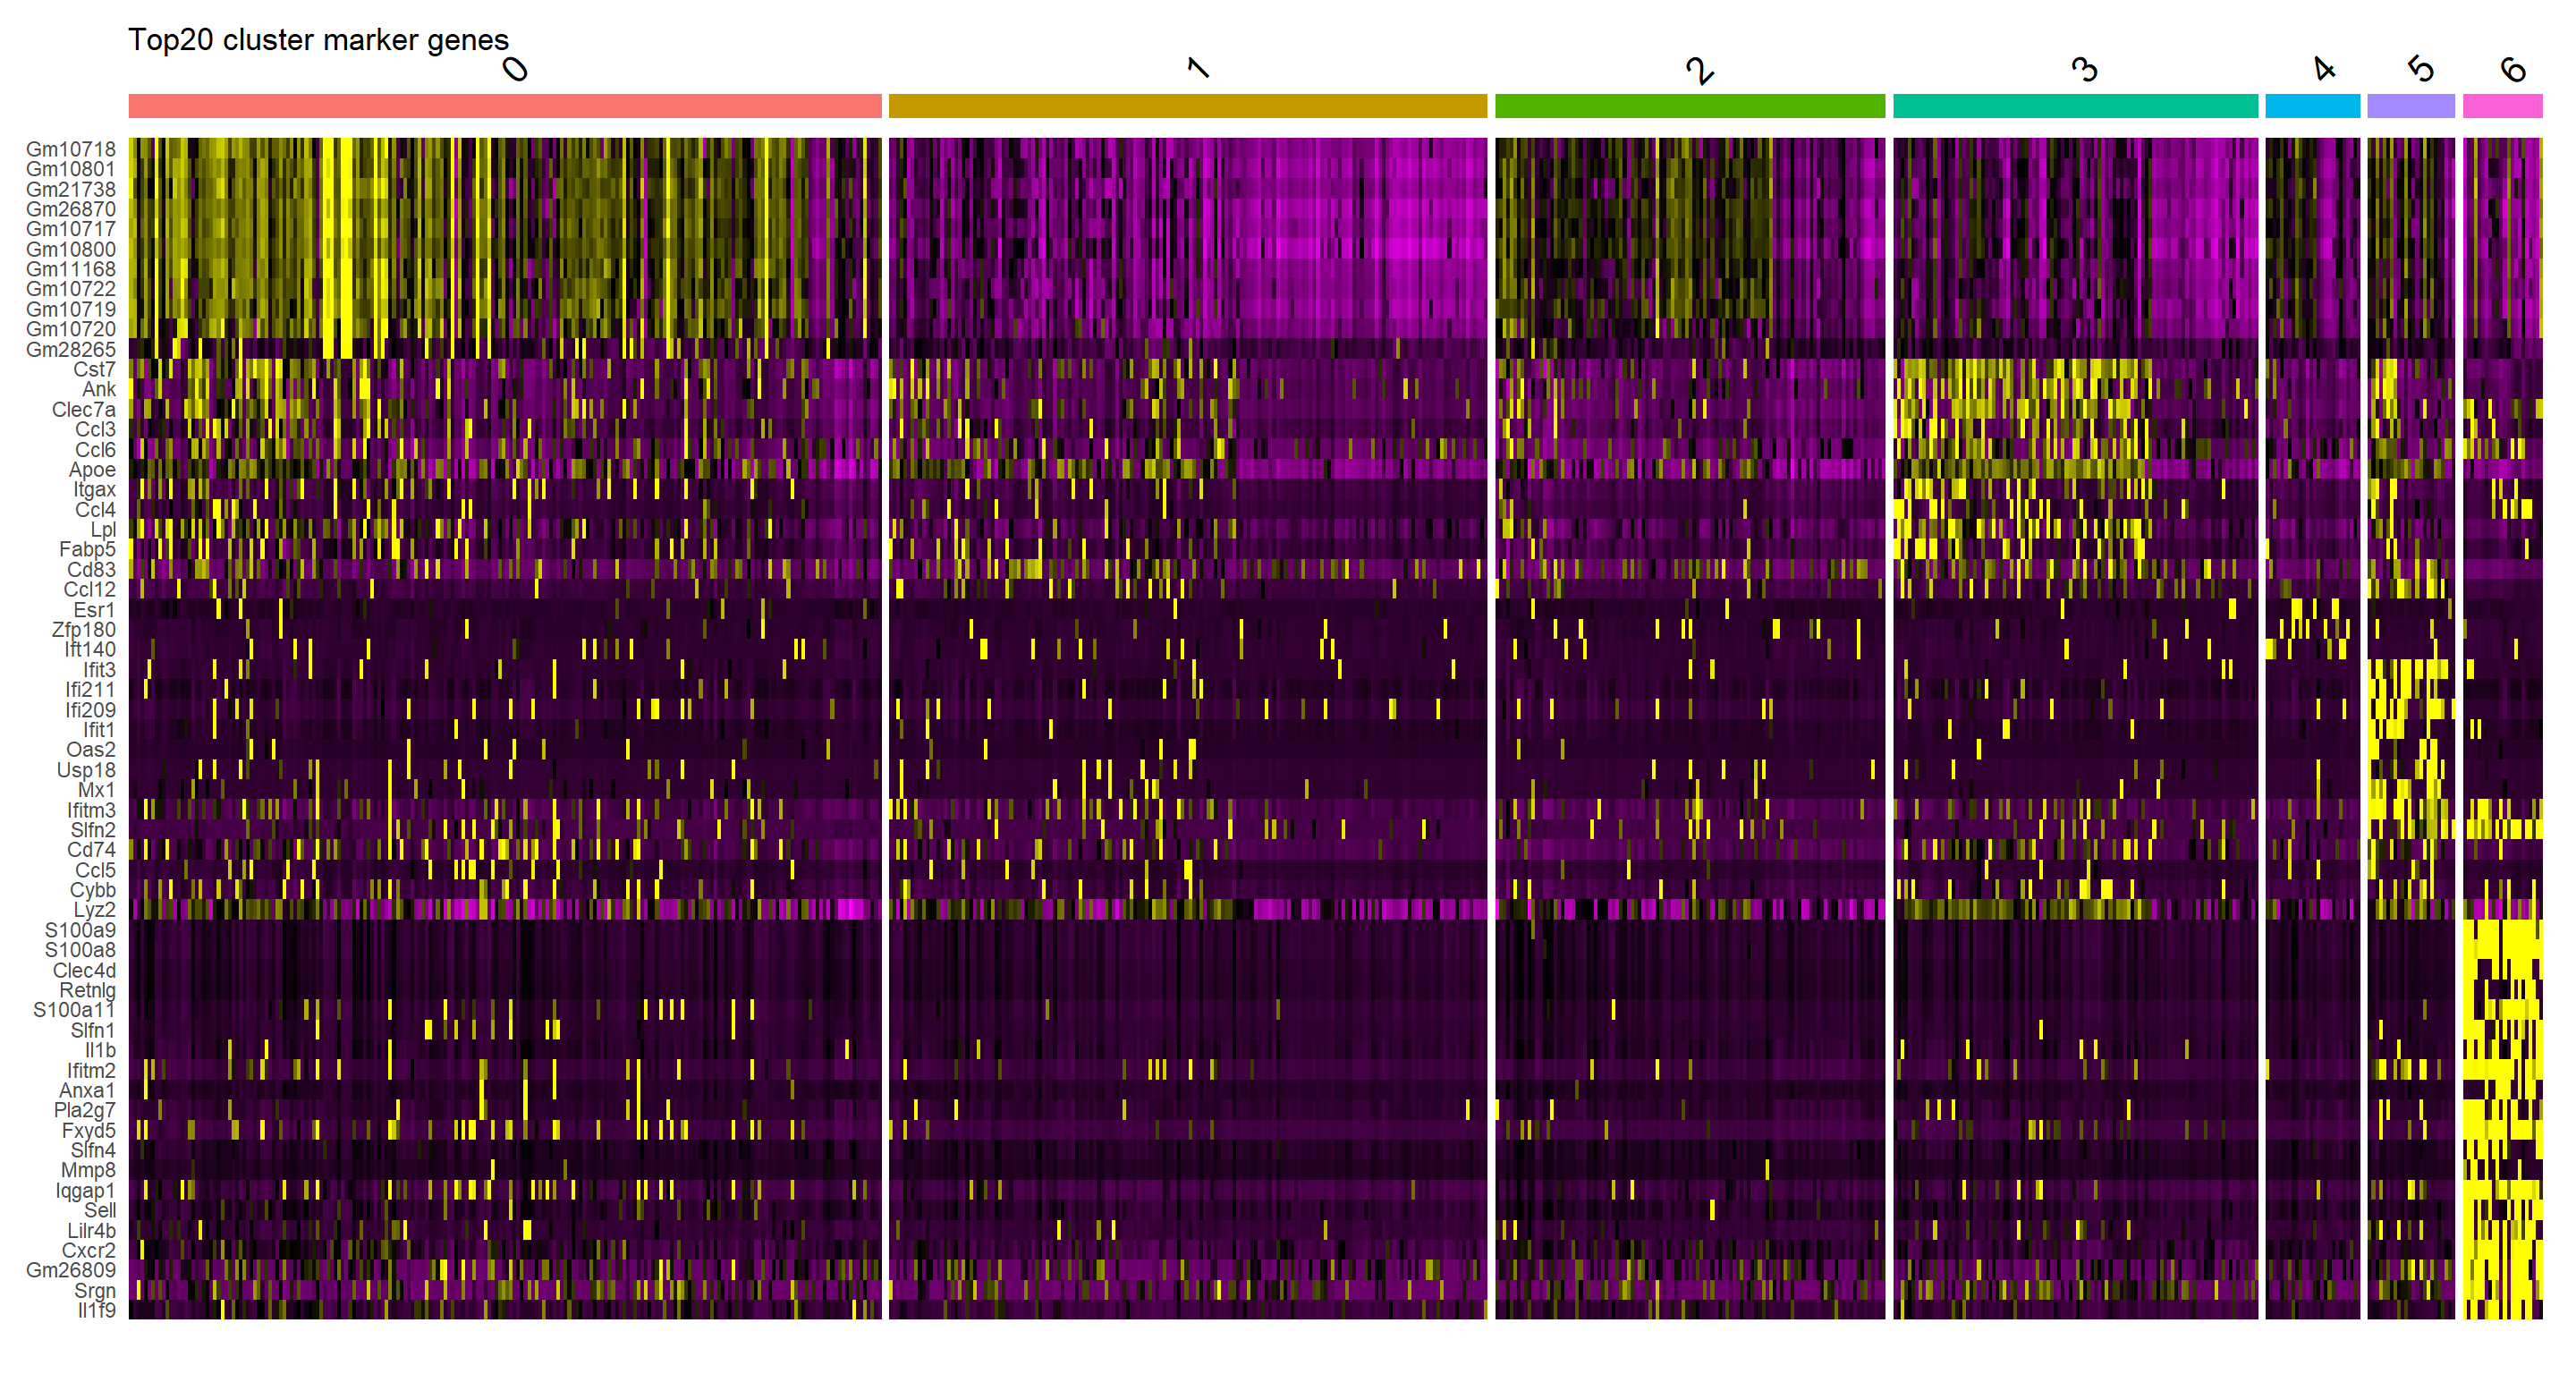 Top20 cluster marker genes
0 1 2 3 4 5 6
Gm10718
Gm10801
Gm21738
Gm26870
Gm10717
Gm10800
Gm11168
Gm10722
Gm10719
Gm10720
Gm28265
Cst7
Ank
Clec7a
Ccl3
Ccl6
Apoe
Itgax
Ccl4
Lpl
Fabp5
Cd83
Ccl12
Esr1
Zfp180
Ift140
Ifit3
Ifi211
Ifi209
Ifit1
Oas2
Usp18
Mx1
Ifitm3
Slfn2
Cd74
Ccl5
Cybb
Lyz2
S100a9
S100a8
Clec4d
Retnlg
S100a11
Slfn1
Il1b
Ifitm2
Anxa1
Pla2g7
Fxyd5
Slfn4
Mmp8
Iqgap1
Sell
Lilr4b
Cxcr2
Gm26809
Srgn
Il1f9